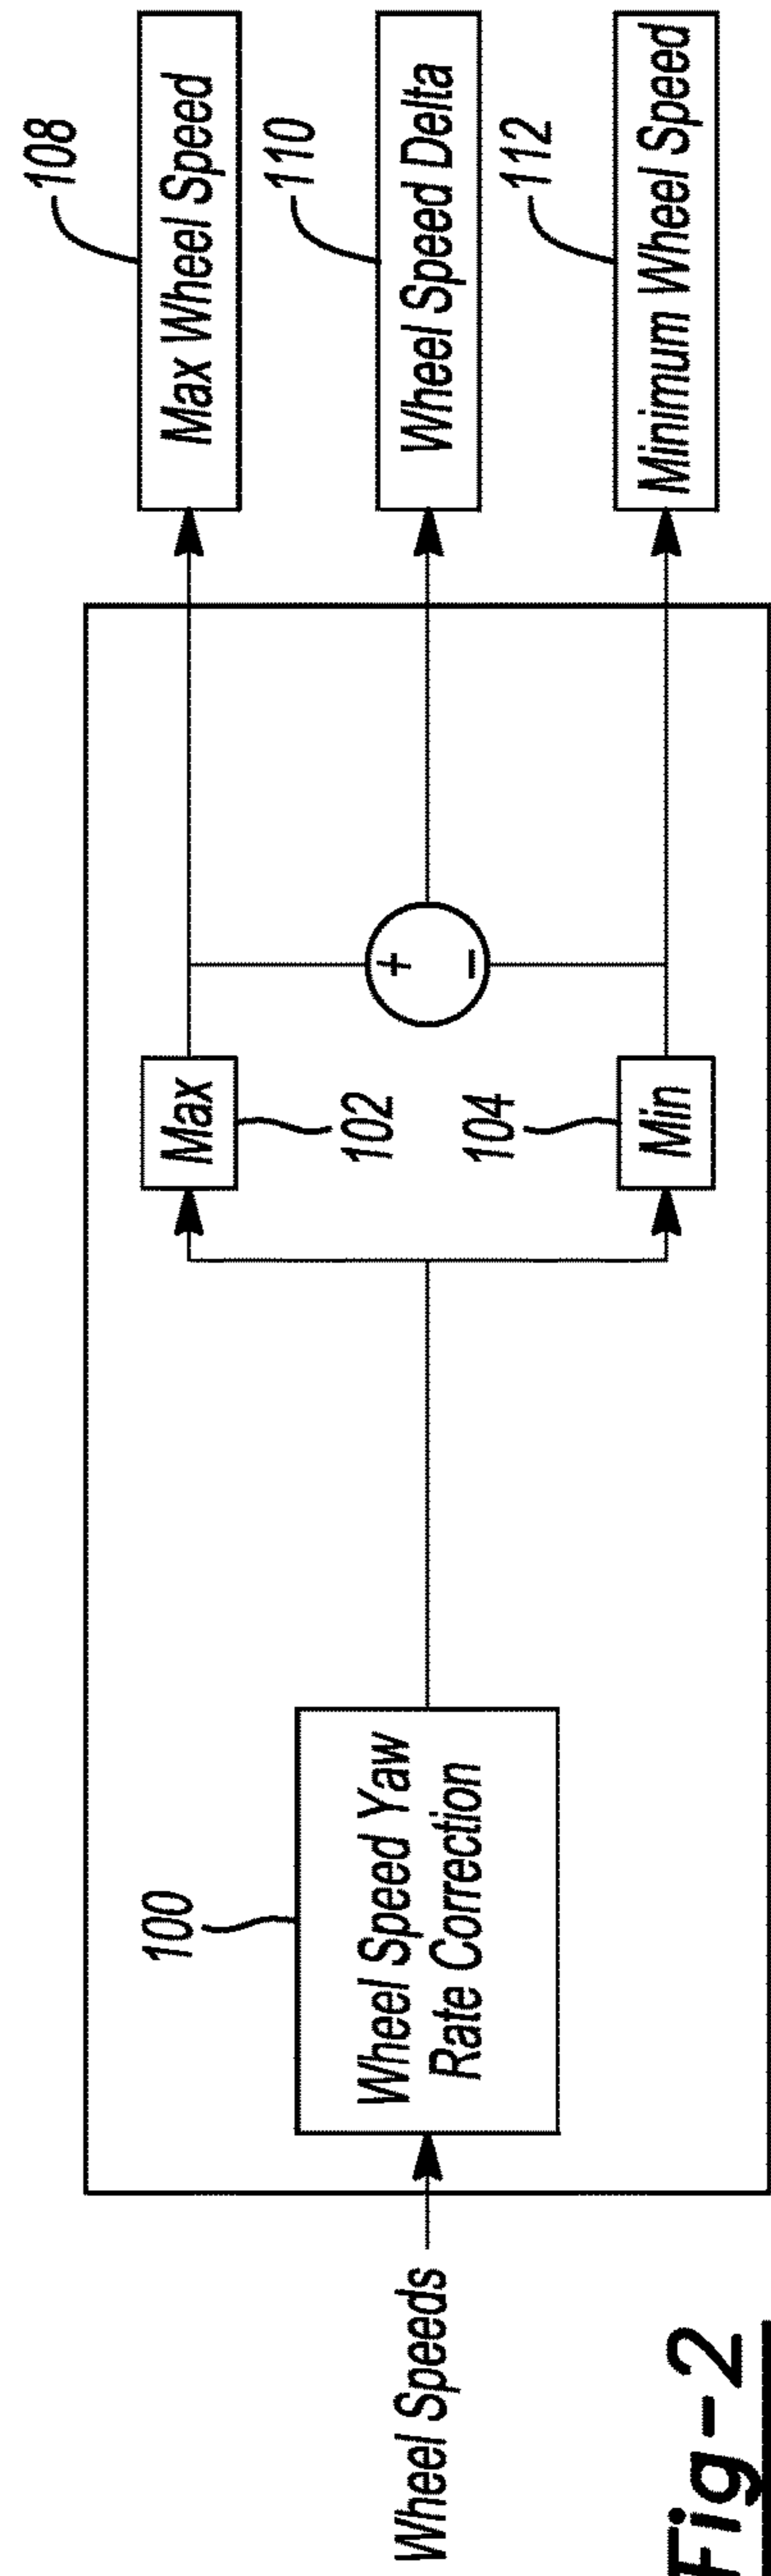 Wheel Speeds
100
Wheel Speed Yaw
Rate Correction
Max
102
104
Min
+
−
108
Max Wheel Speed
110
Wheel Speed Delta
112
Minimum Wheel Speed
Fig-2